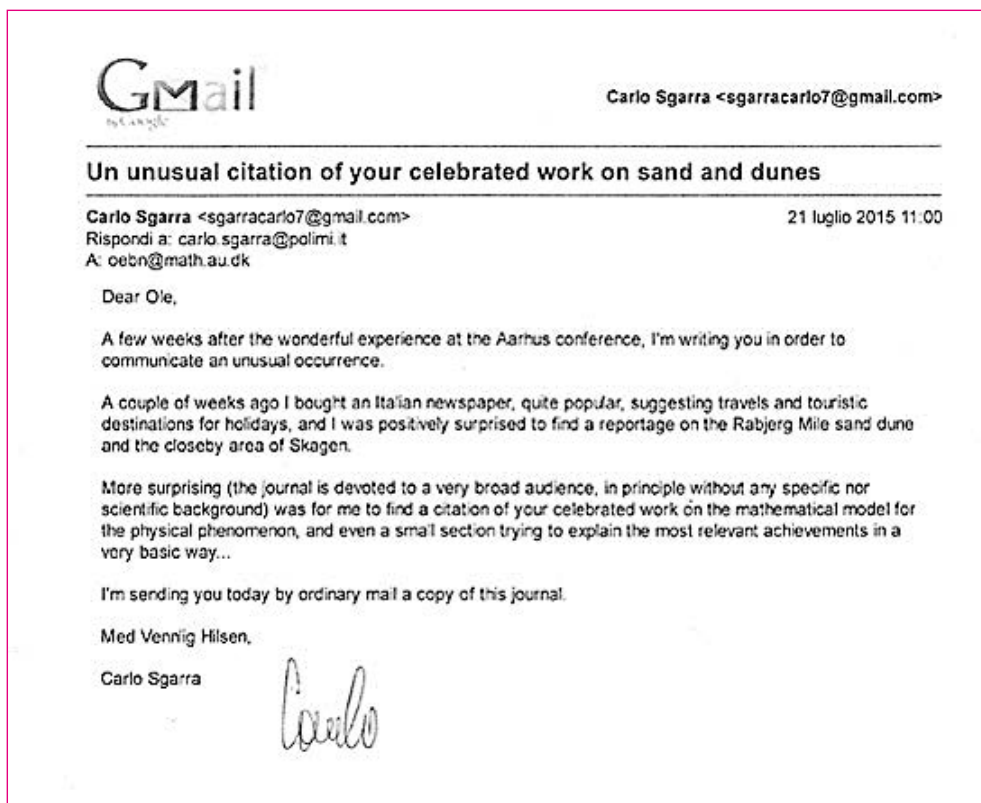 Gmail
by Google
Carlo Sgarra <sgarracarlo7@gmail.com>
Un unusual citation of your celebrated work on sand and dunes
Carlo Sgarra <sgarracarlo7@gmail.com>
21 luglio 2015 11:00
Rispondi a: carlo.sgarra@polimi.it
A: oebn@math.au.dk
Dear Ole,
A few weeks after the wonderful experience at the Aarhus conference, I'm writing you in order to
communicate an unusual occurrence.
A couple of weeks ago I bought an Italian newspaper, quite popular, suggesting travels and touristic
destinations for holidays, and I was positively surprised to find a reportage on the Rabjerg Mile sand dune
and the closeby area of Skagen.
More surprising (the journal is devoted to a very broad audience, in principle without any specific nor
scientific background) was for me to find a citation of your celebrated work on the mathematical model for
the physical phenomenon, and even a small section trying to explain the most relevant achievements in a
very basic way...
I'm sending you today by ordinary mail a copy of this journal.
Med Vennig Hilsen,
Carlo Sgarra
Carlo